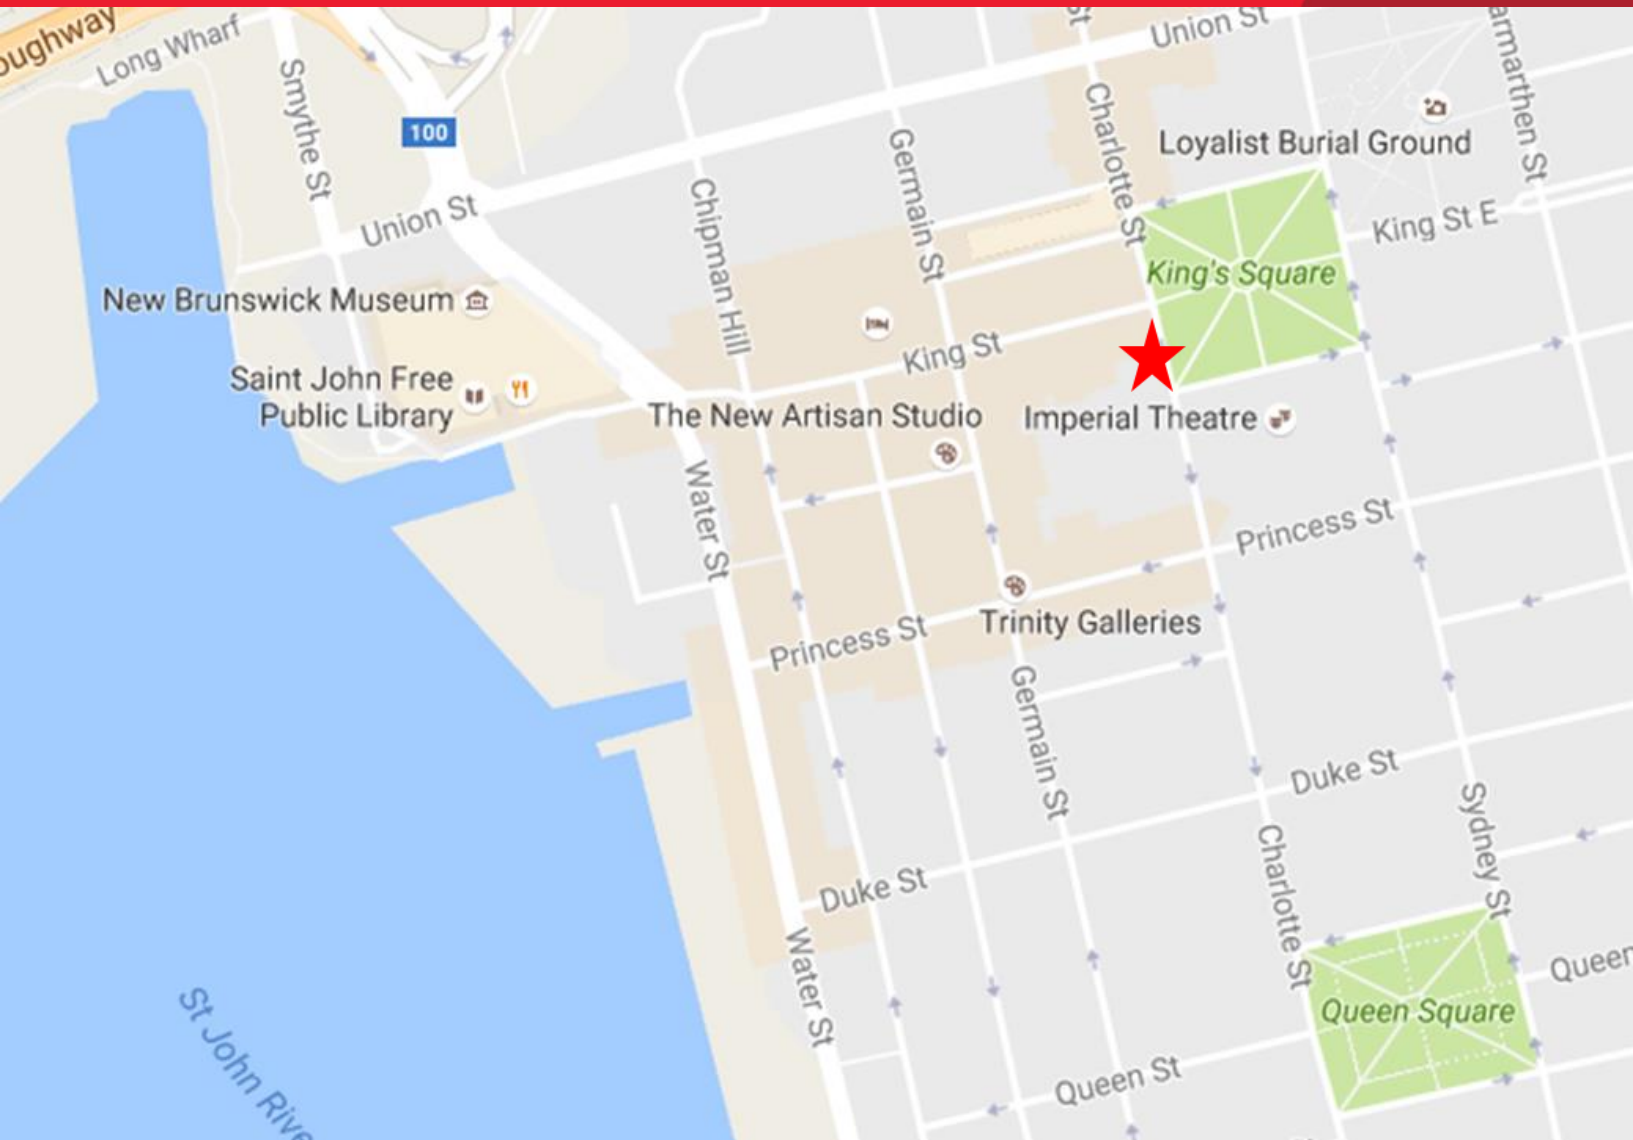 oughway
Long Wharf
Smythe St
100
Union St
St
Union St
armarthen St
Charlotte St
Loyalist Burial Ground
Germain St
Chipman Hill
King St E
King's Square
New Brunswick Museum
King St
Saint John Free
Public Library
The New Artisan Studio
Imperial Theatre
Water St
Princess St
Trinity Galleries
Princess St
Germain St
Duke St
Sydney St
Charlotte St
Duke St
Water St
Queen
Queen Square
St John Rive
Queen St